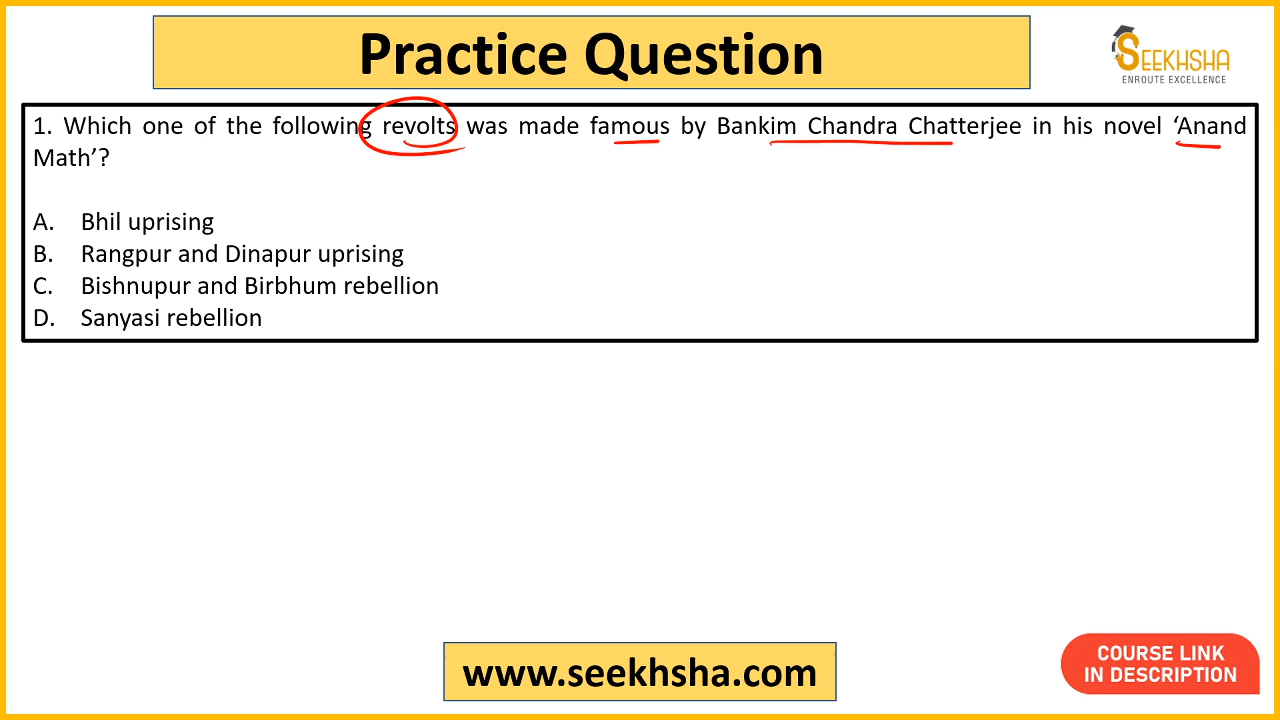 Practice Question
SEEKHSHA
ENROUTE EXCELLENCE
1. Which one of the following revolts was made famous by Bankim Chandra Chatterjee in his novel ‘Anand
Math’?
A. Bhil uprising
B. Rangpur and Dinapur uprising
C. Bishnupur and Birbhum rebellion
D. Sanyasi rebellion
www.seekhsha.com
COURSE LINK
IN DESCRIPTION